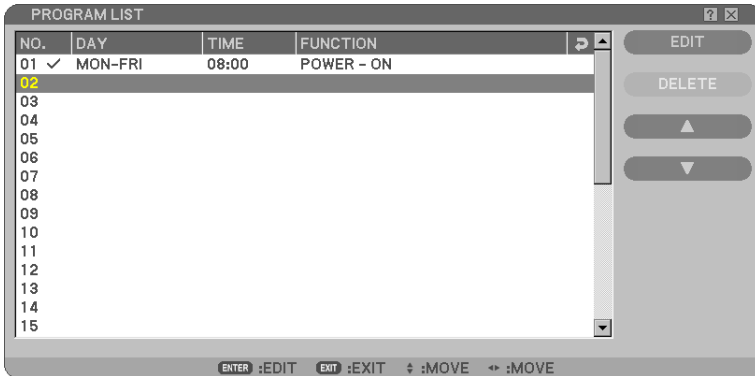 PROGRAM LIST
NO. DAY TIME FUNCTION
01 ✓ MON-FRI 08:00 POWER - ON
02
03
04
05
06
07
08
09
10
11
12
13
14
15
EDIT
DELETE
ENTER :EDIT EXIT :EXIT :MOVE :MOVE